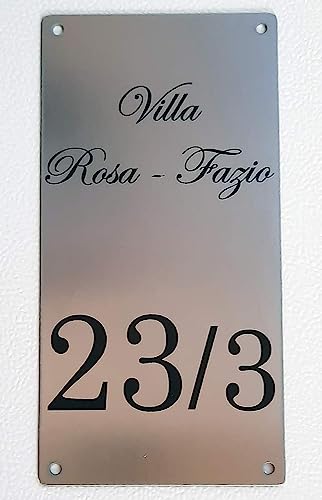 Villa
Rosa - Fazio
23/3